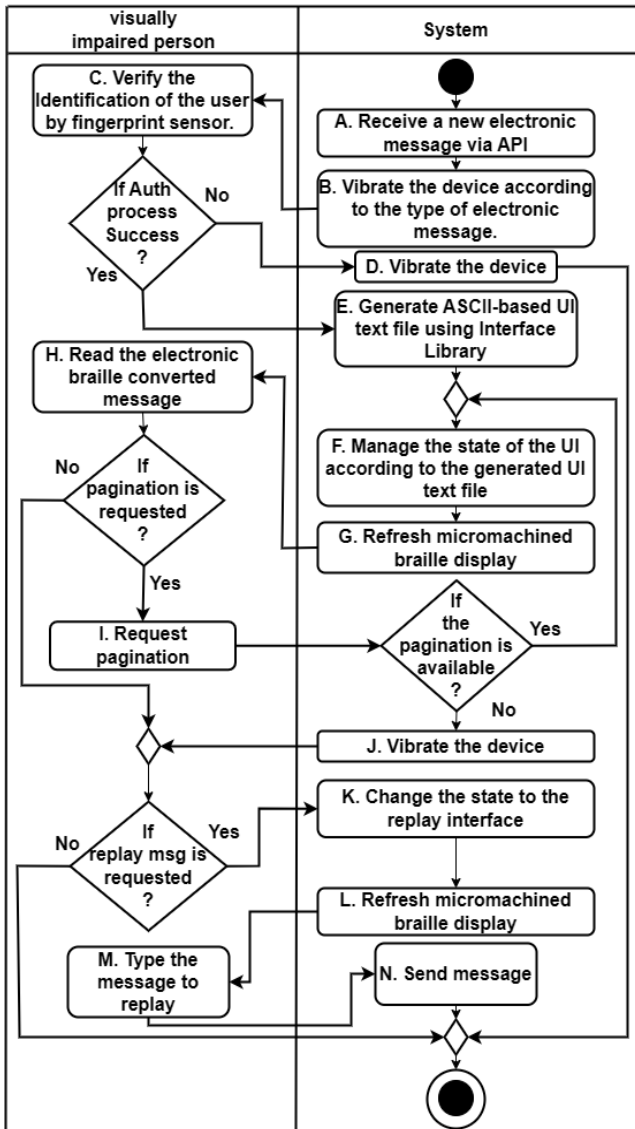 visually
impaired person
System
C. Verify the
Identification of the user
by fingerprint sensor.
A. Receive a new electronic
message via API
If Auth
process
Success
?
No
Yes
B. Vibrate the device according
to the type of electronic
message.
D. Vibrate the device
E. Generate ASCII-based UI
text file using Interface
Library
H. Read the electronic
braille converted
message
F. Manage the state of the UI
according to the generated UI
text file
No
If
pagination is
requested
?
Yes
G. Refresh micromachined
braille display
I. Request
pagination
If
the
pagination is
available
?
Yes
No
J. Vibrate the device
K. Change the state to the
replay interface
No
If
replay msg is
requested
?
Yes
L. Refresh micromachined
braille display
M. Type the
message to
replay
N. Send message